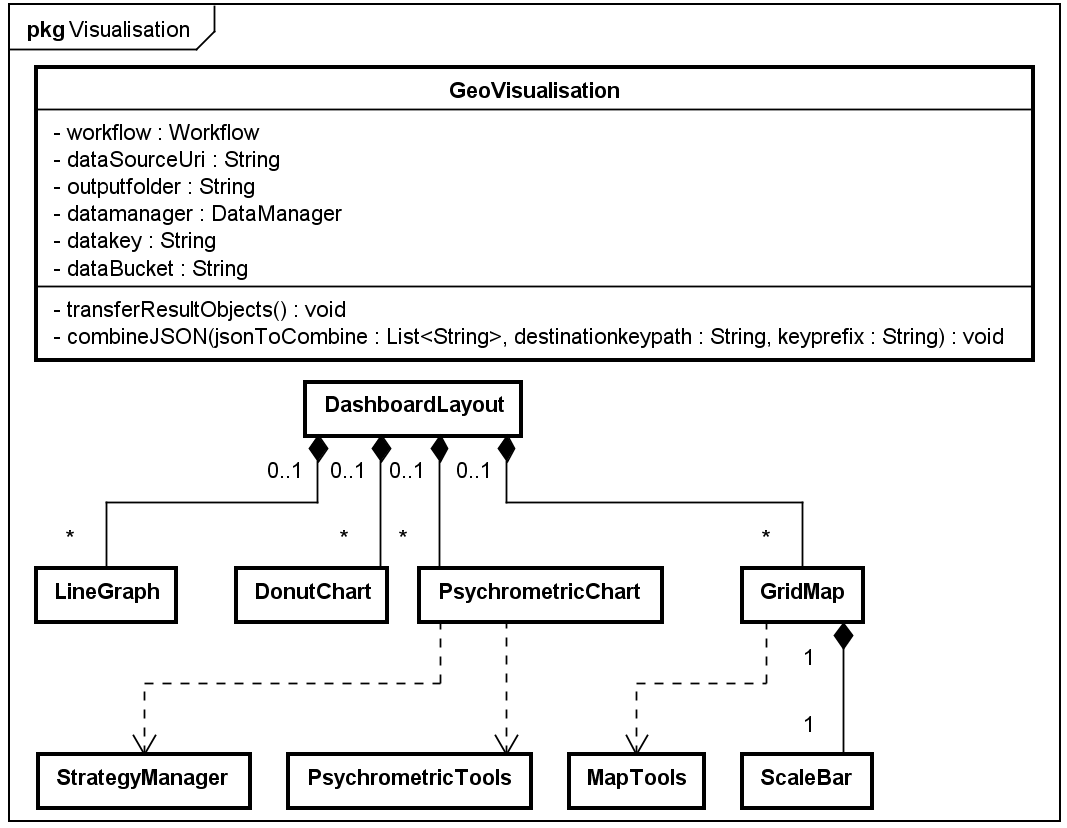 pkg Visualisation
GeoVisualisation
- workflow : Workflow
- dataSourceUri : String
- outputfolder : String
- datamanager : DataManager
- datakey : String
- dataBucket : String
- transferResultObjects() : void
- combineJSON(jsonToCombine : List<String>, destinationkeypath : String, keyprefix : String) : void
DashboardLayout
0..1 0..1 0..1 0..1
* * * *
LineGraph DonutChart PsychrometricChart GridMap
1
1
StrategyManager PsychrometricTools MapTools ScaleBar